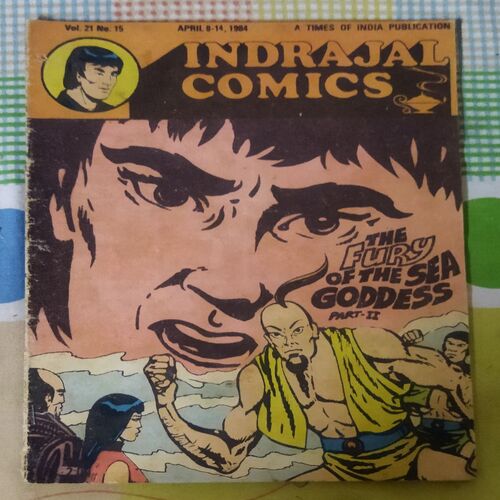 Vol. 21 No. 15 APRIL 8-14, 1984 A TIMES OF INDIA PUBLICATION
INDRAJAL
COMICS
THE
FURY
OF THE SEA
GODDESS
PART-II